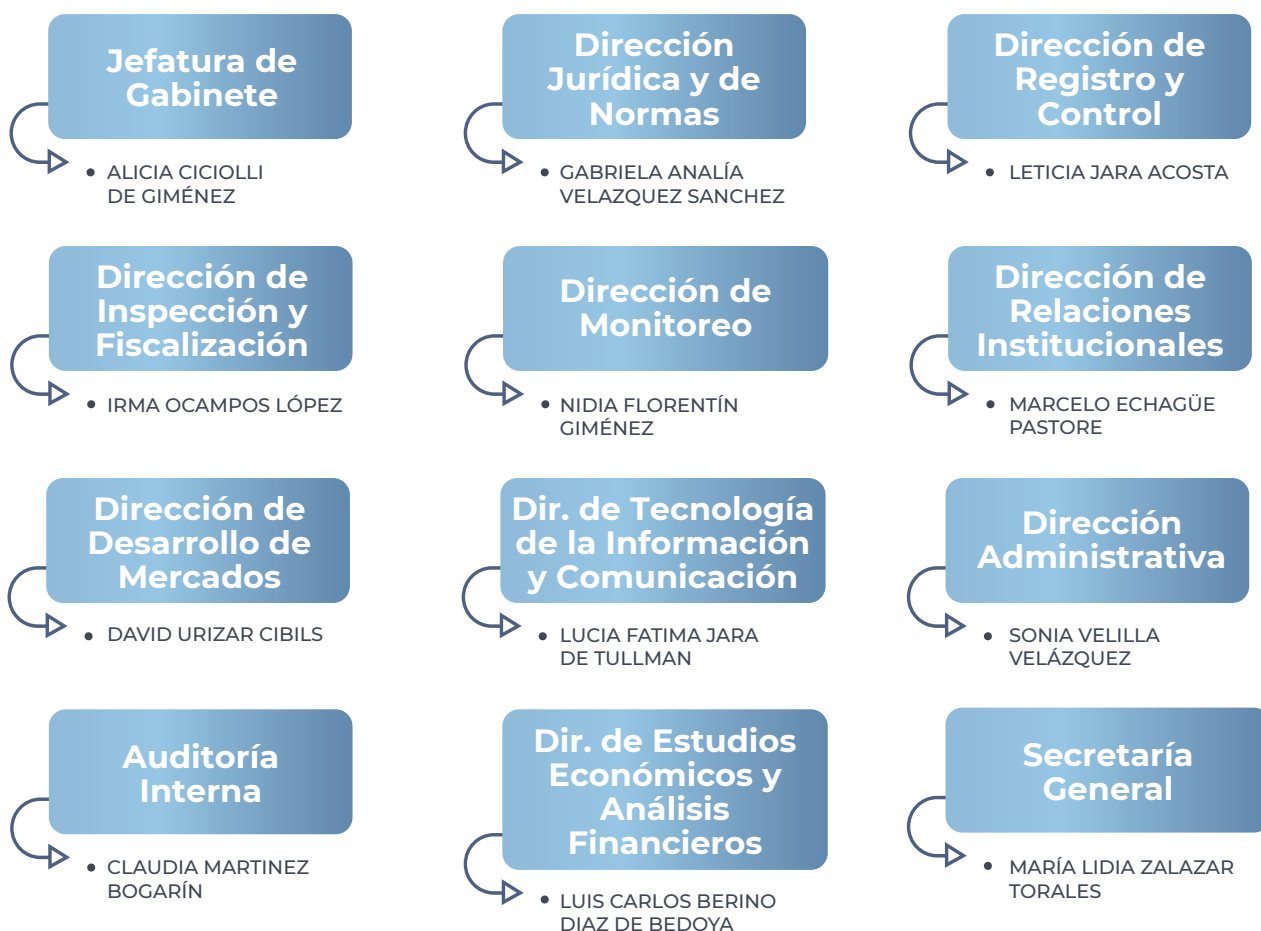 Jefatura de
Gabinete
• ALICIA CICIOLLI
DE GIMÉNEZ
Dirección
Jurídica y de
Normas
• GABRIELA ANALÍA
VELAZQUEZ SANCHEZ
Dirección de
Registro y
Control
• LETICIA JARA ACOSTA
Dirección de
Inspección y
Fiscalización
• IRMA OCAMPOS LÓPEZ
Dirección de
Monitoreo
• NIDIA FLORENTÍN
GIMÉNEZ
Dirección de
Relaciones
Institucionales
• MARCELO ECHAGÜE
PASTORE
Dirección de
Desarrollo de
Mercados
• DAVID URIZAR CIBILS
Dir. de Tecnología
de la Información
y Comunicación
• LUCIA FATIMA JARA
DE TULLMAN
Dirección
Administrativa
• SONIA VELILLA
VELÁZQUEZ
Auditoría
Interna
• CLAUDIA MARTINEZ
BOGARÍN
Dir. de Estudios
Económicos y
Análisis
Financieros
• LUIS CARLOS BERINO
DIAZ DE BEDOYA
Secretaría
General
• MARÍA LIDIA ZALAZAR
TORALES